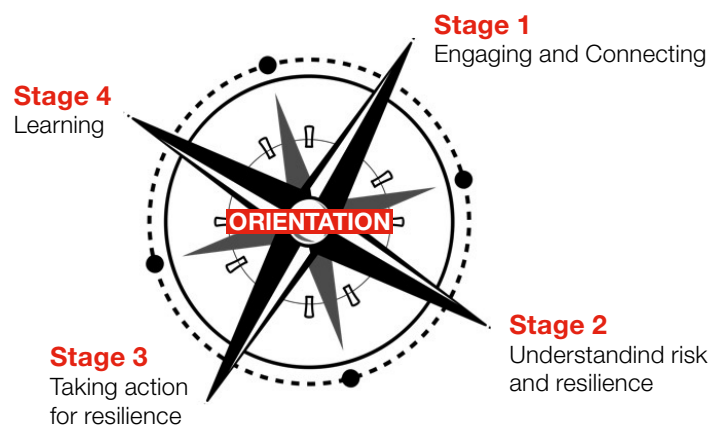 Stage 1
Engaging and Connecting
Stage 4
Learning
ORIENTATION
Stage 2
Understandind risk
and resilience
Stage 3
Taking action
for resilience